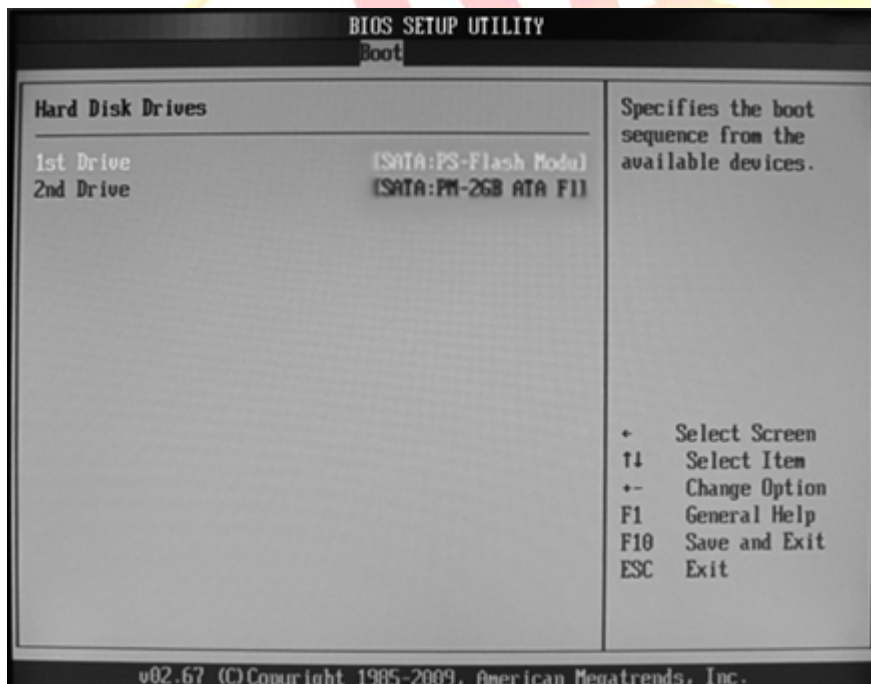 BIOS SETUP UTILITY
Boot
Hard Disk Drives
1st Drive [SATA:PS-Flash Modu]
2nd Drive [SATA:PM-2GB ATA Fl]
Specifies the boot
sequence from the
available devices.
← Select Screen
↑↓ Select Item
+- Change Option
F1 General Help
F10 Save and Exit
ESC Exit
v02.67 (C)Copyright 1985-2009, American Megatrends, Inc.